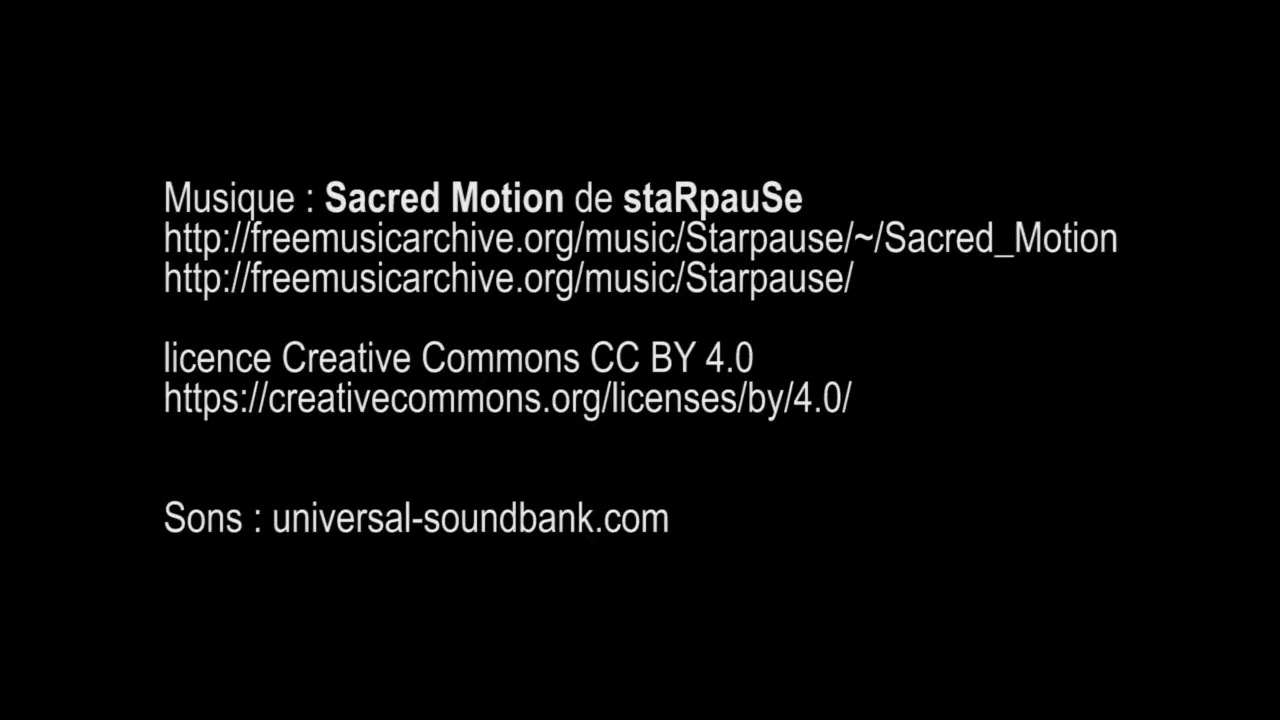 Musique : Sacred Motion de staRpauSe
http://freemusicarchive.org/music/Starpause/~/Sacred_Motion
http://freemusicarchive.org/music/Starpause/
licence Creative Commons CC BY 4.0
https://creativecommons.org/licenses/by/4.0/
Sons : universal-soundbank.com